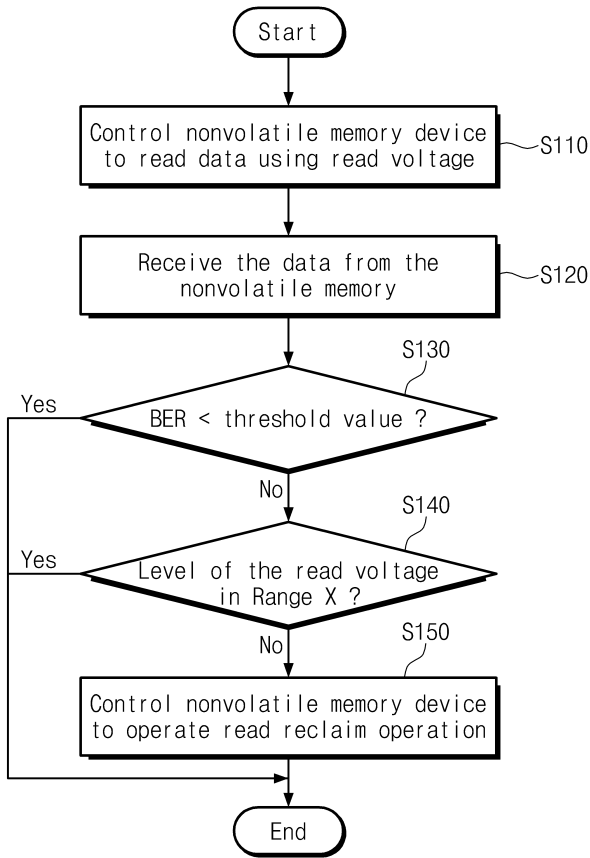 Start
Control nonvolatile memory device
to read data using read voltage
S110
Receive the data from the
nonvolatile memory
S120
S130
Yes
BER < threshold value ?
No
S140
Yes
Level of the read voltage
in Range X ?
No
S150
Control nonvolatile memory device
to operate read reclaim operation
End